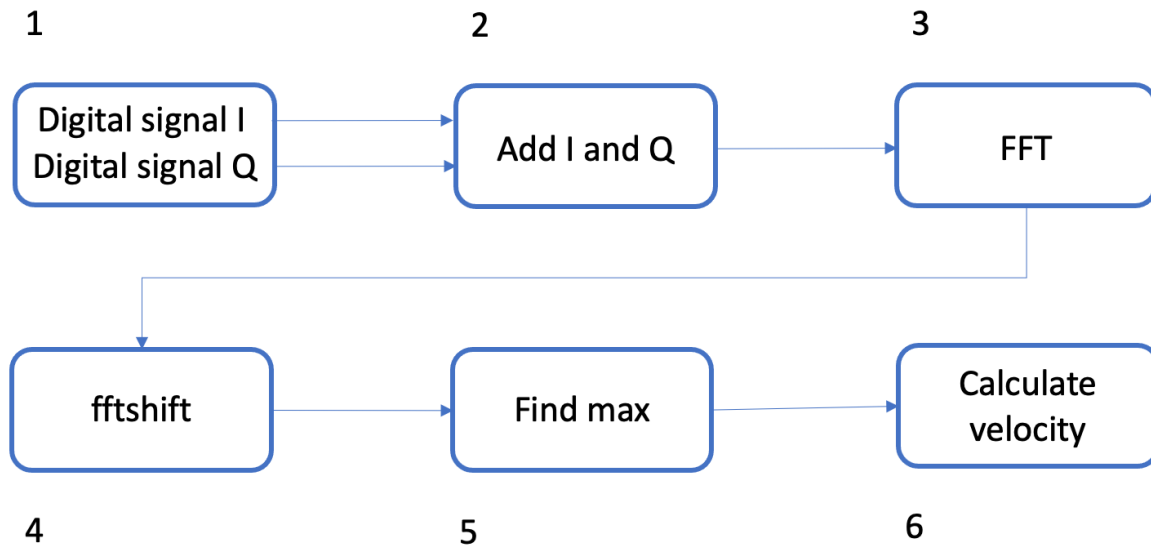 1
2
3
Digital signal I
Digital signal Q
Add I and Q
FFT
fftshift
Find max
Calculate
velocity
4
5
6